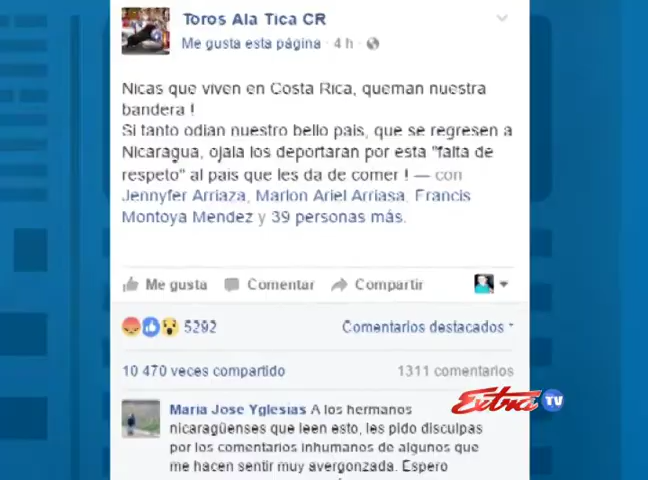 Toros Ala Tica CR
Me gusta esta página · 4 h ·
Nicas que viven en Costa Rica, queman nuestra
bandera !
Si tanto odian nuestro bello pais, que se regresen a
Nicaragua, ojala los deportaran por esta "falta de
respeto" al pais que les da de comer ! — con
Jennyfer Arriaza, Marlon Ariel Arriasa, Francis
Montoya Mendez y 39 personas más.
Me gusta Comentar Compartir
5292 Comentarios destacados
10 470 veces compartido 1311 comentarios
Extra TV
Maria Jose Yglesias A los hermanos
nicaragüenses que leen esto, les pido disculpas
por los comentarios inhumanos de algunos que
me hacen sentir muy avergonzada. Espero